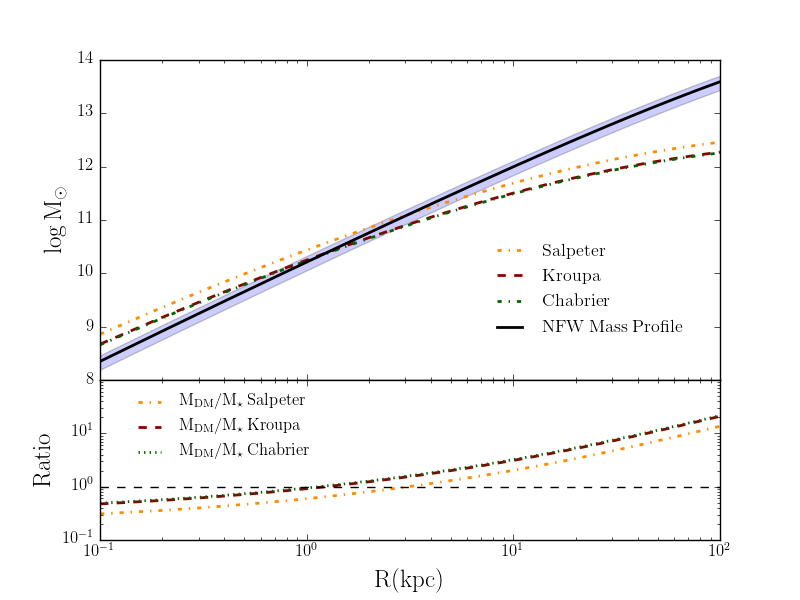 14
13
12
11
10
9
8
log M⊙
Salpeter
Kroupa
Chabrier
NFW Mass Profile
M_DM/M⋆ Salpeter
M_DM/M⋆ Kroupa
M_DM/M⋆ Chabrier
10^1
10^0
10^−1
Ratio
10^−1 10^0 10^1 10^2
R(kpc)